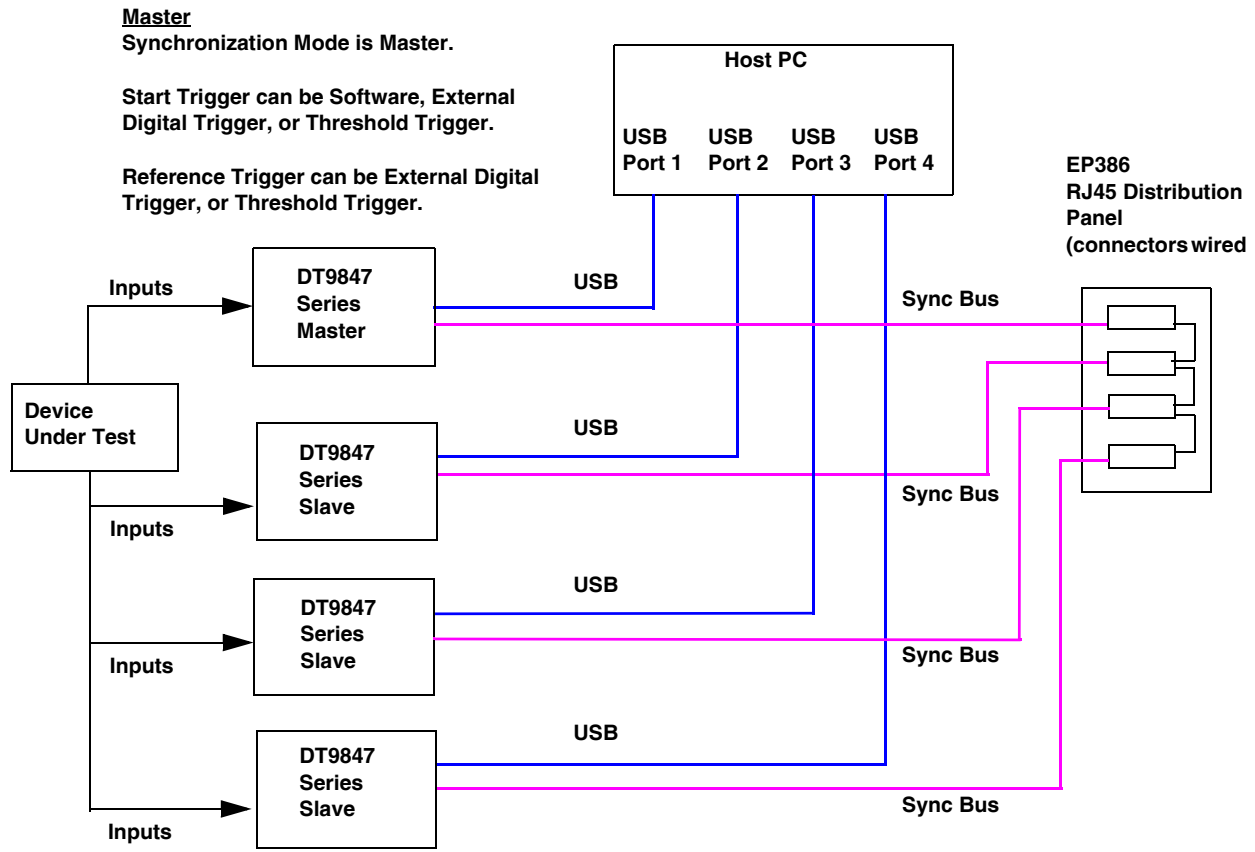 Master
Synchronization Mode is Master.
Start Trigger can be Software, External
Digital Trigger, or Threshold Trigger.
Reference Trigger can be External Digital
Trigger, or Threshold Trigger.
Host PC
USB
Port 1
USB
Port 2
USB
Port 3
USB
Port 4
EP386
RJ45 Distribution
Panel
(connectors wired
Inputs
DT9847
Series
Master
USB
Sync Bus
Device
Under Test
Inputs
DT9847
Series
Slave
USB
Sync Bus
Inputs
DT9847
Series
Slave
USB
Sync Bus
Inputs
DT9847
Series
Slave
USB
Sync Bus